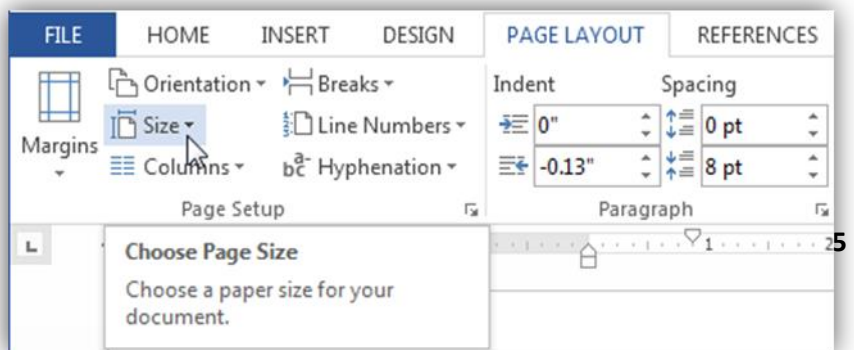 FILE HOME INSERT DESIGN PAGE LAYOUT REFERENCES
Orientation Breaks Indent Spacing
Size Line Numbers 0" 0 pt
Margins
Columns Hyphenation -0.13" 8 pt
Page Setup Paragraph
L 1 2 5
Choose Page Size
Choose a paper size for your
document.